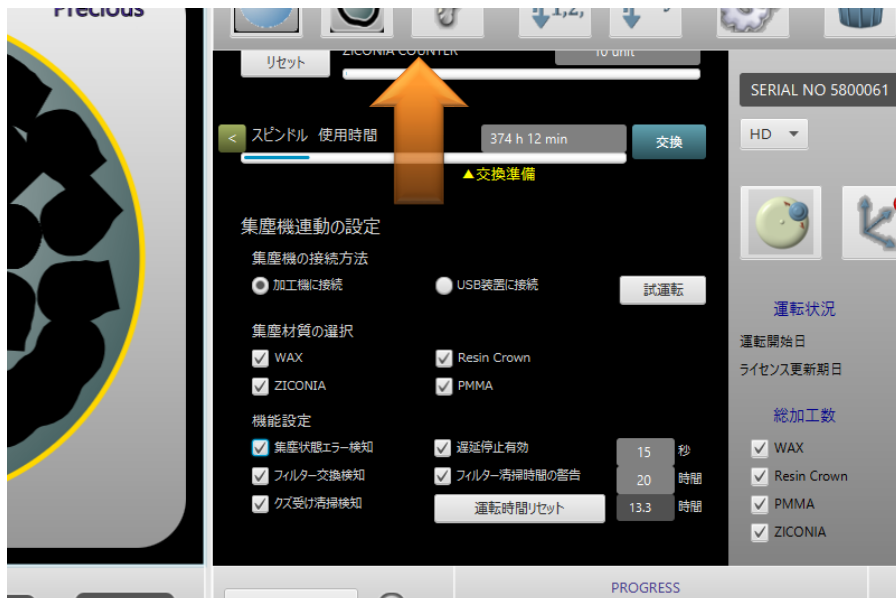 Precious
1,2,
リセット
ZICONIA COUNTER
10 unit
<
スピンドル 使用時間
374 h 12 min
交換
▲交換準備
集塵機連動の設定
集塵機の接続方法
加工機に接続
USB装置に接続
試運転
集塵材質の選択
WAX
Resin Crown
ZICONIA
PMMA
機能設定
集塵状態エラー検知
遅延停止有効
15
秒
フィルター交換検知
フィルター清掃時間の警告
20
時間
クズ受け清掃検知
運転時間リセット
13.3
時間
SERIAL NO 5800061
HD
運転状況
運転開始日
ライセンス更新期日
総加工数
WAX
Resin Crown
PMMA
ZICONIA
PROGRESS